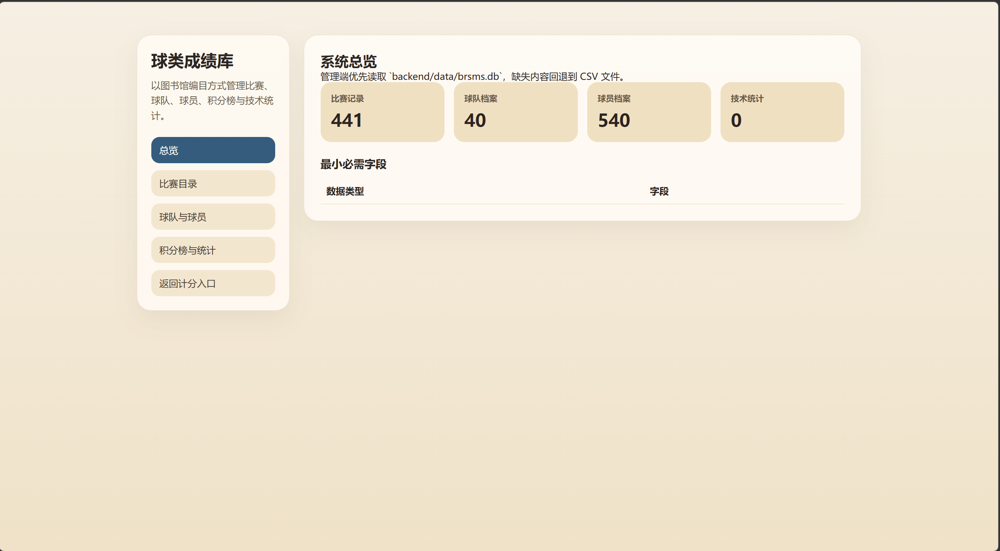 球类成绩库
以图书馆编目方式管理比赛、
球队、球员、积分榜与技术统
计。
总览
比赛目录
球队与球员
积分榜与统计
返回计分入口
系统总览
管理端优先读取 `backend/data/brsms.db`，缺失内容回退到 CSV 文件。
比赛记录
441
球队档案
40
球员档案
540
技术统计
0
最小必需字段
数据类型 字段